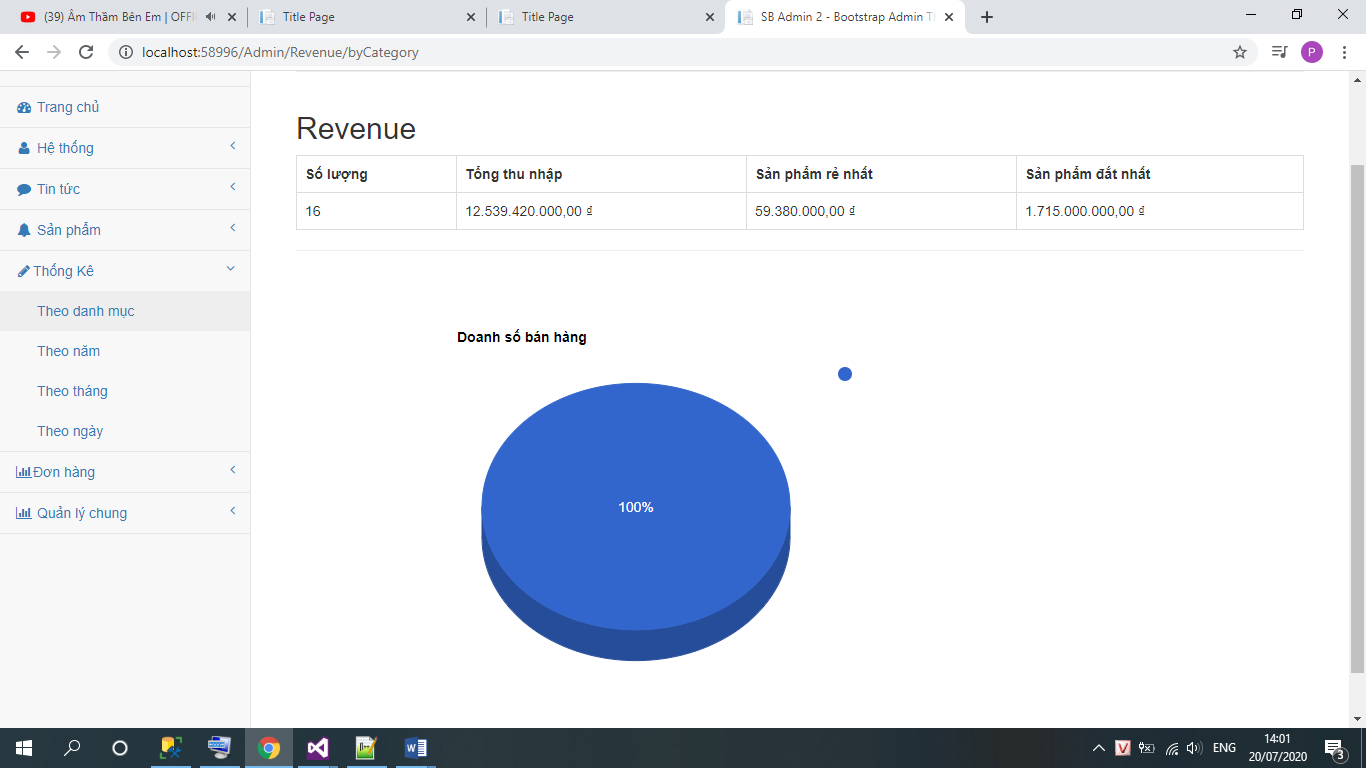 (39) Âm Thầm Bên Em | OFFI
Title Page
Title Page
SB Admin 2 - Bootstrap Admin Th
localhost:58996/Admin/Revenue/byCategory
P
Trang chủ
Hệ thống
Tin tức
Sản phẩm
Thống Kê
Theo danh mục
Theo năm
Theo tháng
Theo ngày
Đơn hàng
Quản lý chung
Revenue
Số lượng Tổng thu nhập Sản phẩm rẻ nhất Sản phẩm đắt nhất
16 12.539.420.000,00 ₫ 59.380.000,00 ₫ 1.715.000.000,00 ₫
Doanh số bán hàng
100%
V
ENG
14:01
20/07/2020
3